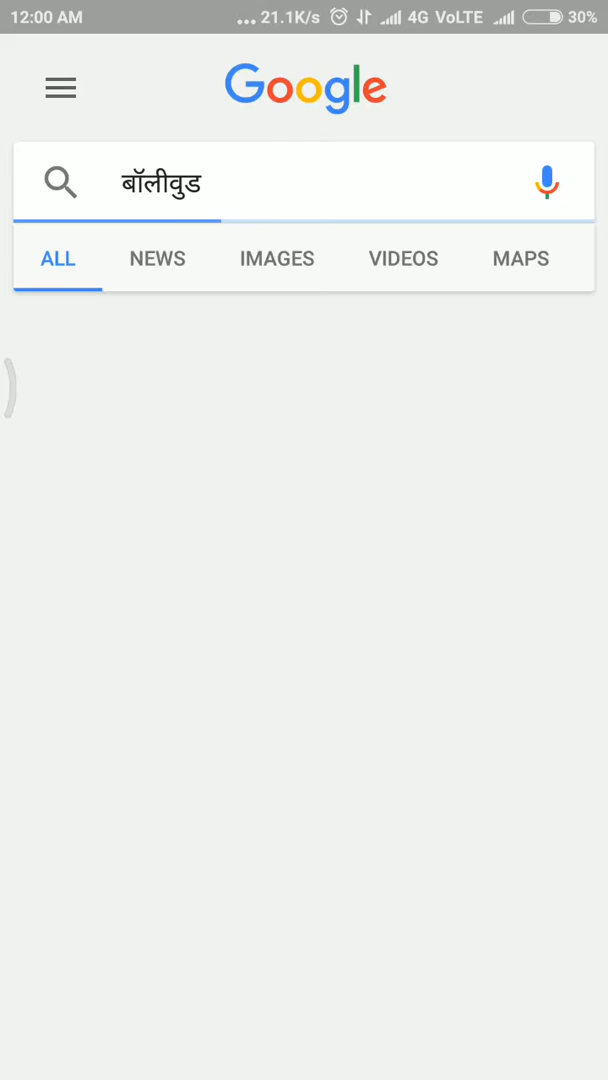 12:00 AM ... 21.1K/s 4G VoLTE 30%
Google
बॉलीवुड
ALL NEWS IMAGES VIDEOS MAPS